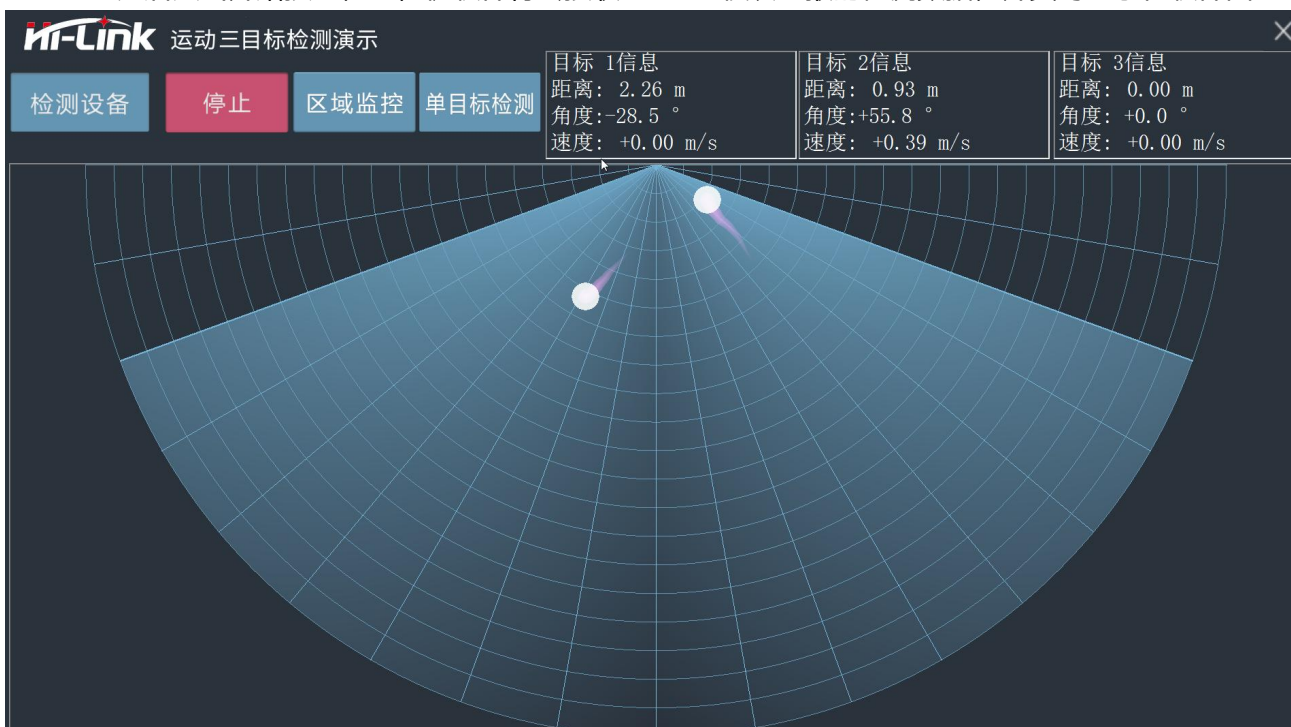 Hi-Link 运动三目标检测演示
检测设备
停止
区域监控
单目标检测
目标 1信息
距离: 2.26 m
角度:-28.5 °
速度: +0.00 m/s
目标 2信息
距离: 0.93 m
角度:+55.8 °
速度: +0.39 m/s
目标 3信息
距离: 0.00 m
角度: +0.0 °
速度: +0.00 m/s